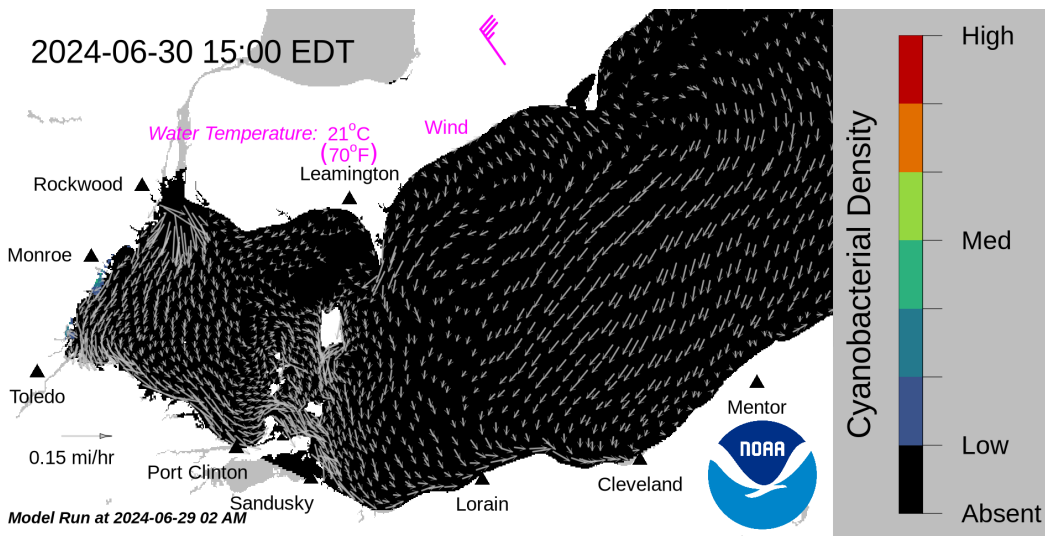 2024-06-30 15:00 EDT
Water Temperature: 21°C
(70°F)
Wind
Leamington
Rockwood
Monroe
Toledo
0.15 mi/hr
Port Clinton
Sandusky
Lorain
Cleveland
Mentor
NOAA
Model Run at 2024-06-29 02 AM
Cyanobacterial Density
High
Med
Low
Absent